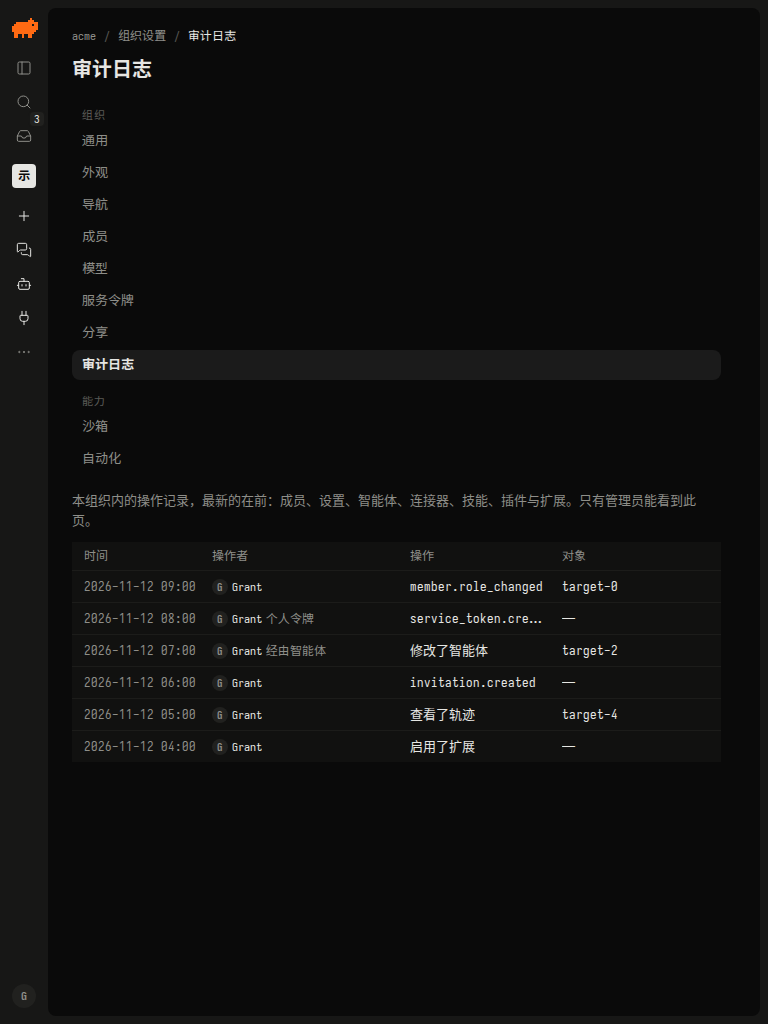 acme / 组织设置 / 审计日志
审计日志
3
示
组织
通用
外观
导航
成员
模型
服务令牌
分享
审计日志
能力
沙箱
自动化
本组织内的操作记录，最新的在前：成员、设置、智能体、连接器、技能、插件与扩展。只有管理员能看到此
页。
时间 操作者 操作 对象
2026-11-12 09:00 G Grant member.role_changed target-0
2026-11-12 08:00 G Grant 个人令牌 service_token.cre… —
2026-11-12 07:00 G Grant 经由智能体 修改了智能体 target-2
2026-11-12 06:00 G Grant invitation.created —
2026-11-12 05:00 G Grant 查看了轨迹 target-4
2026-11-12 04:00 G Grant 启用了扩展 —
G